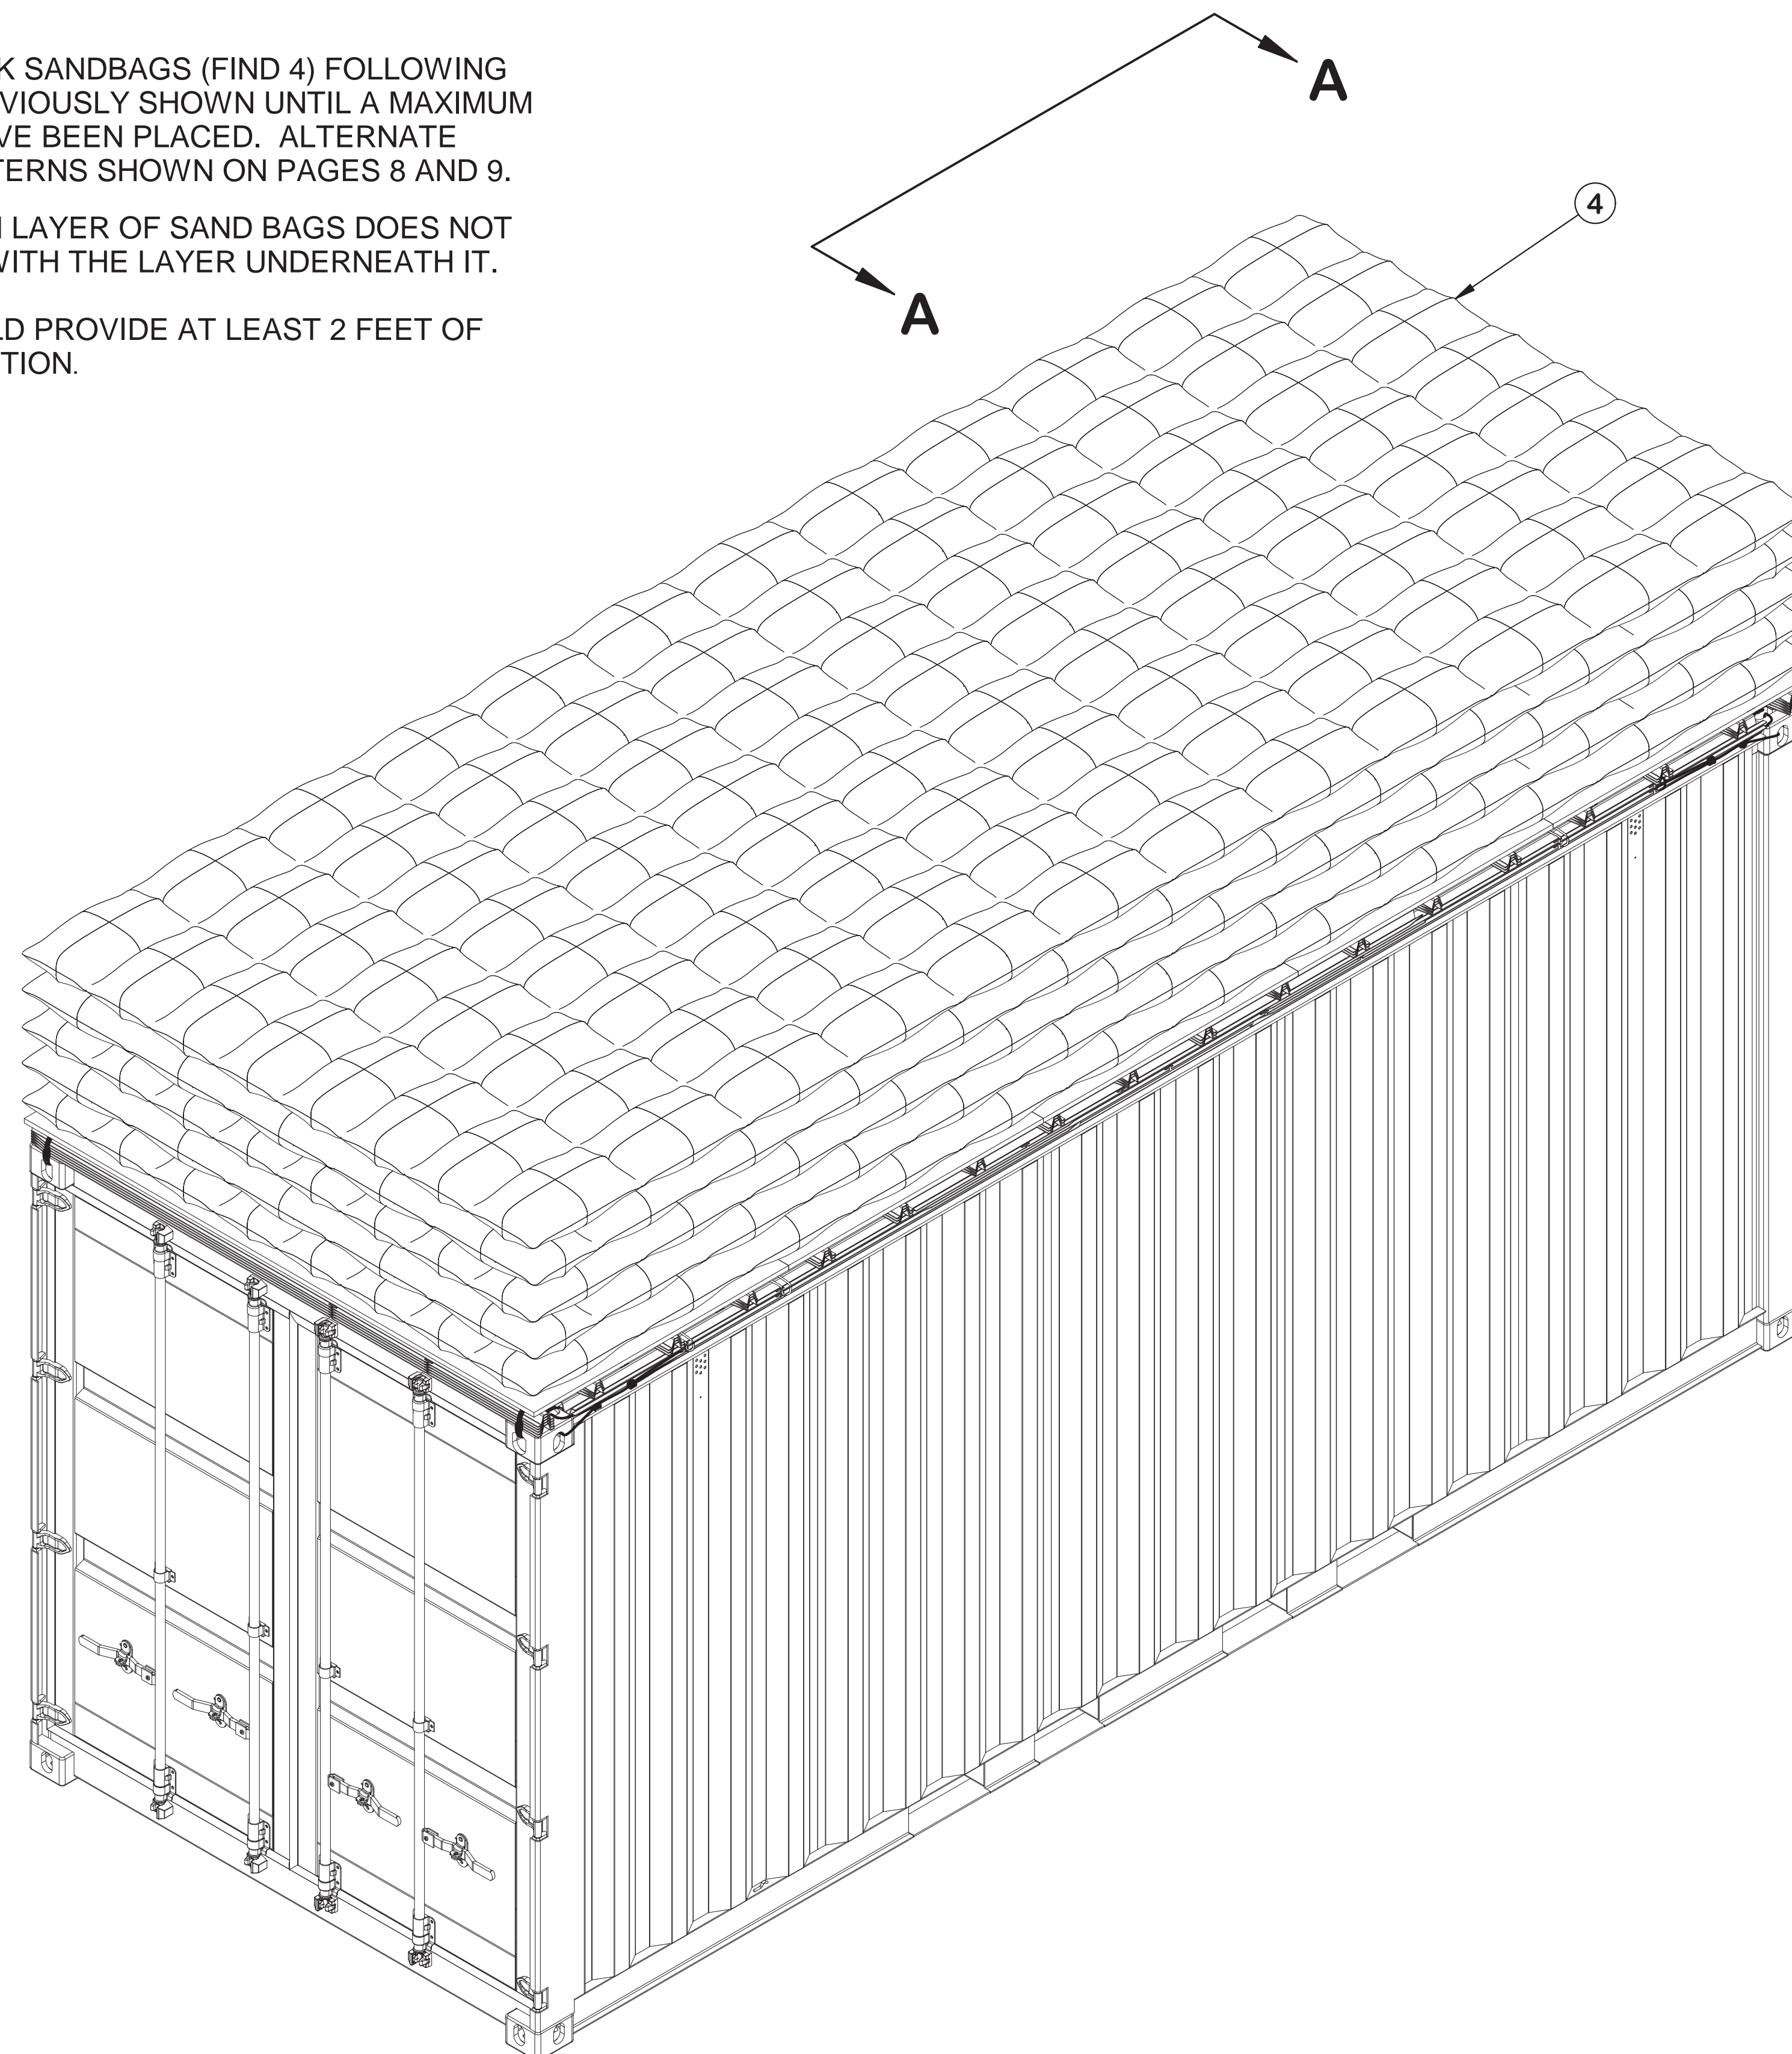 K SANDBAGS (FIND 4) FOLLOWING
VIOUSLY SHOWN UNTIL A MAXIMUM
VE BEEN PLACED.  ALTERNATE
TERNS SHOWN ON PAGES 8 AND 9.
LAYER OF SAND BAGS DOES NOT
WITH THE LAYER UNDERNEATH IT.
LD PROVIDE AT LEAST 2 FEET OF
TION.
A
4
A